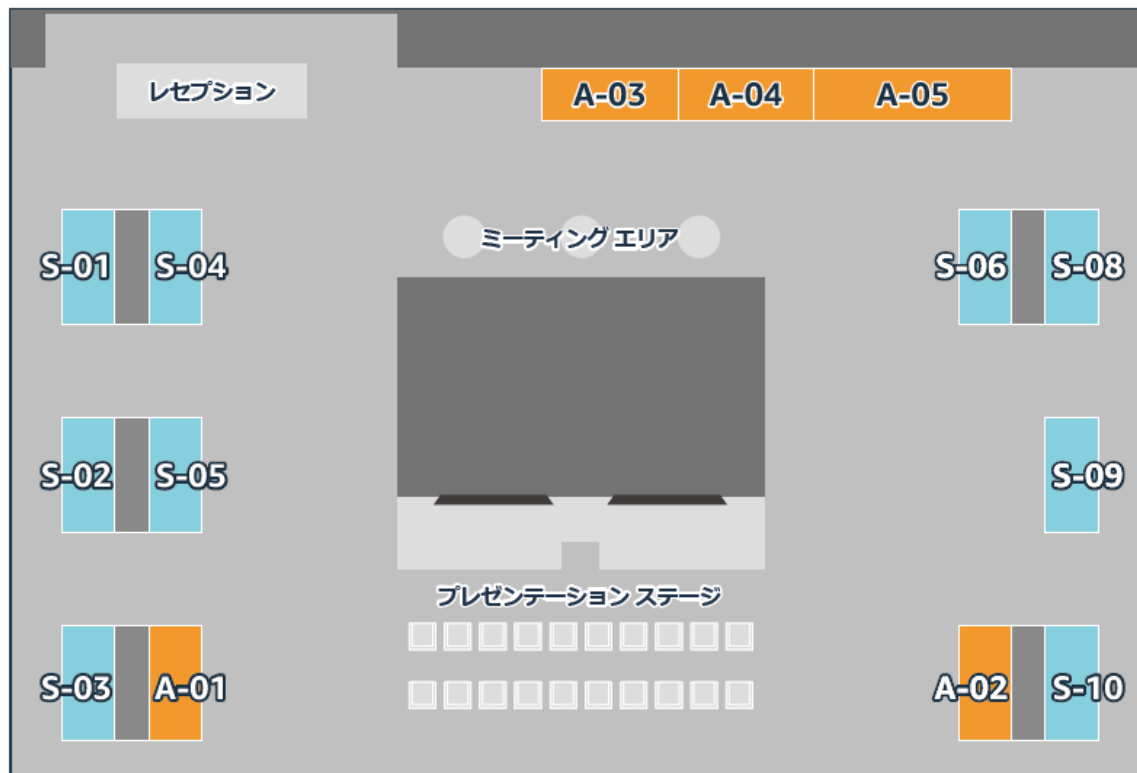 レセプション
A-03 A-04 A-05
ミーティング エリア
S-01 S-04
S-06 S-08
S-02 S-05
S-09
プレゼンテーション ステージ
S-03 A-01
A-02 S-10